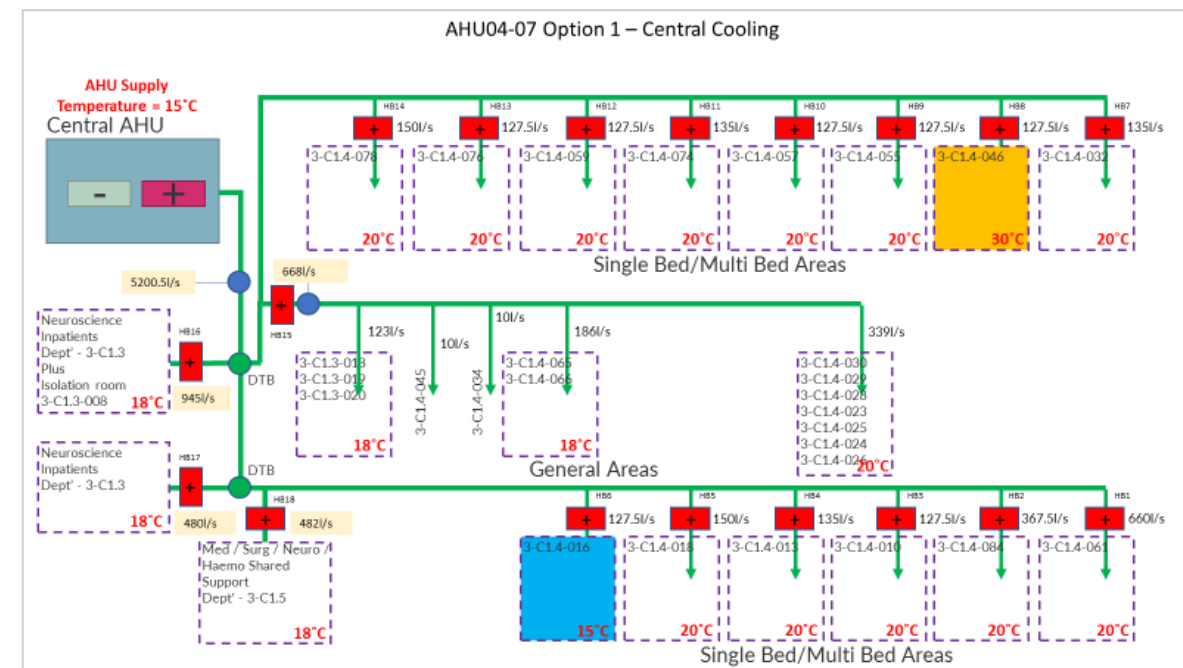 AHU04-07 Option 1 – Central Cooling
AHU Supply
Temperature = 15˚C
Central AHU
-
+
5200.5l/s
HB14
HB13
HB12
HB11
HB10
HB9
HB8
HB7
+
150l/s
+
127.5l/s
+
127.5l/s
+
135l/s
+
127.5l/s
+
127.5l/s
+
127.5l/s
+
135l/s
3-C1.4-078
3-C1.4-076
3-C1.4-059
3-C1.4-074
3-C1.4-057
3-C1.4-055
3-C1.4-046
3-C1.4-032
20˚C
20˚C
20˚C
20˚C
20˚C
20˚C
30˚C
20˚C
Single Bed/Multi Bed Areas
668l/s
+
HB15
123l/s
10l/s
10l/s
186l/s
339l/s
3-C1.3-018
3-C1.3-019
3-C1.3-020
18˚C
3-C1.4-045
3-C1.4-034
3-C1.4-065
3-C1.4-066
18˚C
3-C1.4-030
3-C1.4-029
3-C1.4-028
3-C1.4-023
3-C1.4-025
3-C1.4-024
3-C1.4-026
20˚C
General Areas
Neuroscience
Inpatients
Dept' - 3-C1.3
Plus
Isolation room
3-C1.3-008
18˚C
HB16
+
945l/s
DTB
Neuroscience
Inpatients
Dept' - 3-C1.3
18˚C
HB17
+
480l/s
DTB
HB18
+
482l/s
Med / Surg / Neuro /
Haemo Shared
Support
Dept' - 3-C1.5
18˚C
HB6
HB5
HB4
HB3
HB2
HB1
+
127.5l/s
+
150l/s
+
135l/s
+
127.5l/s
+
367.5l/s
+
660l/s
3-C1.4-016
3-C1.4-018
3-C1.4-013
3-C1.4-010
3-C1.4-084
3-C1.4-061
15˚C
20˚C
20˚C
20˚C
20˚C
20˚C
Single Bed/Multi Bed Areas